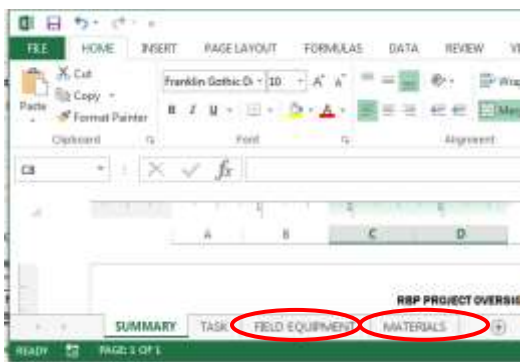 FILE HOME INSERT PAGE LAYOUT FORMULAS DATA REVIEW
Cut
Copy
Format Painter
Paste
Franklin Gothic 10 A A
B I U A
Wrap
Clipboard Font Alignment
C8 fx
A B C D
RBP PROJECT
SUMMARY TASK FIELD EQUIPMENT MATERIALS
READY PAGE: 1 OF 1